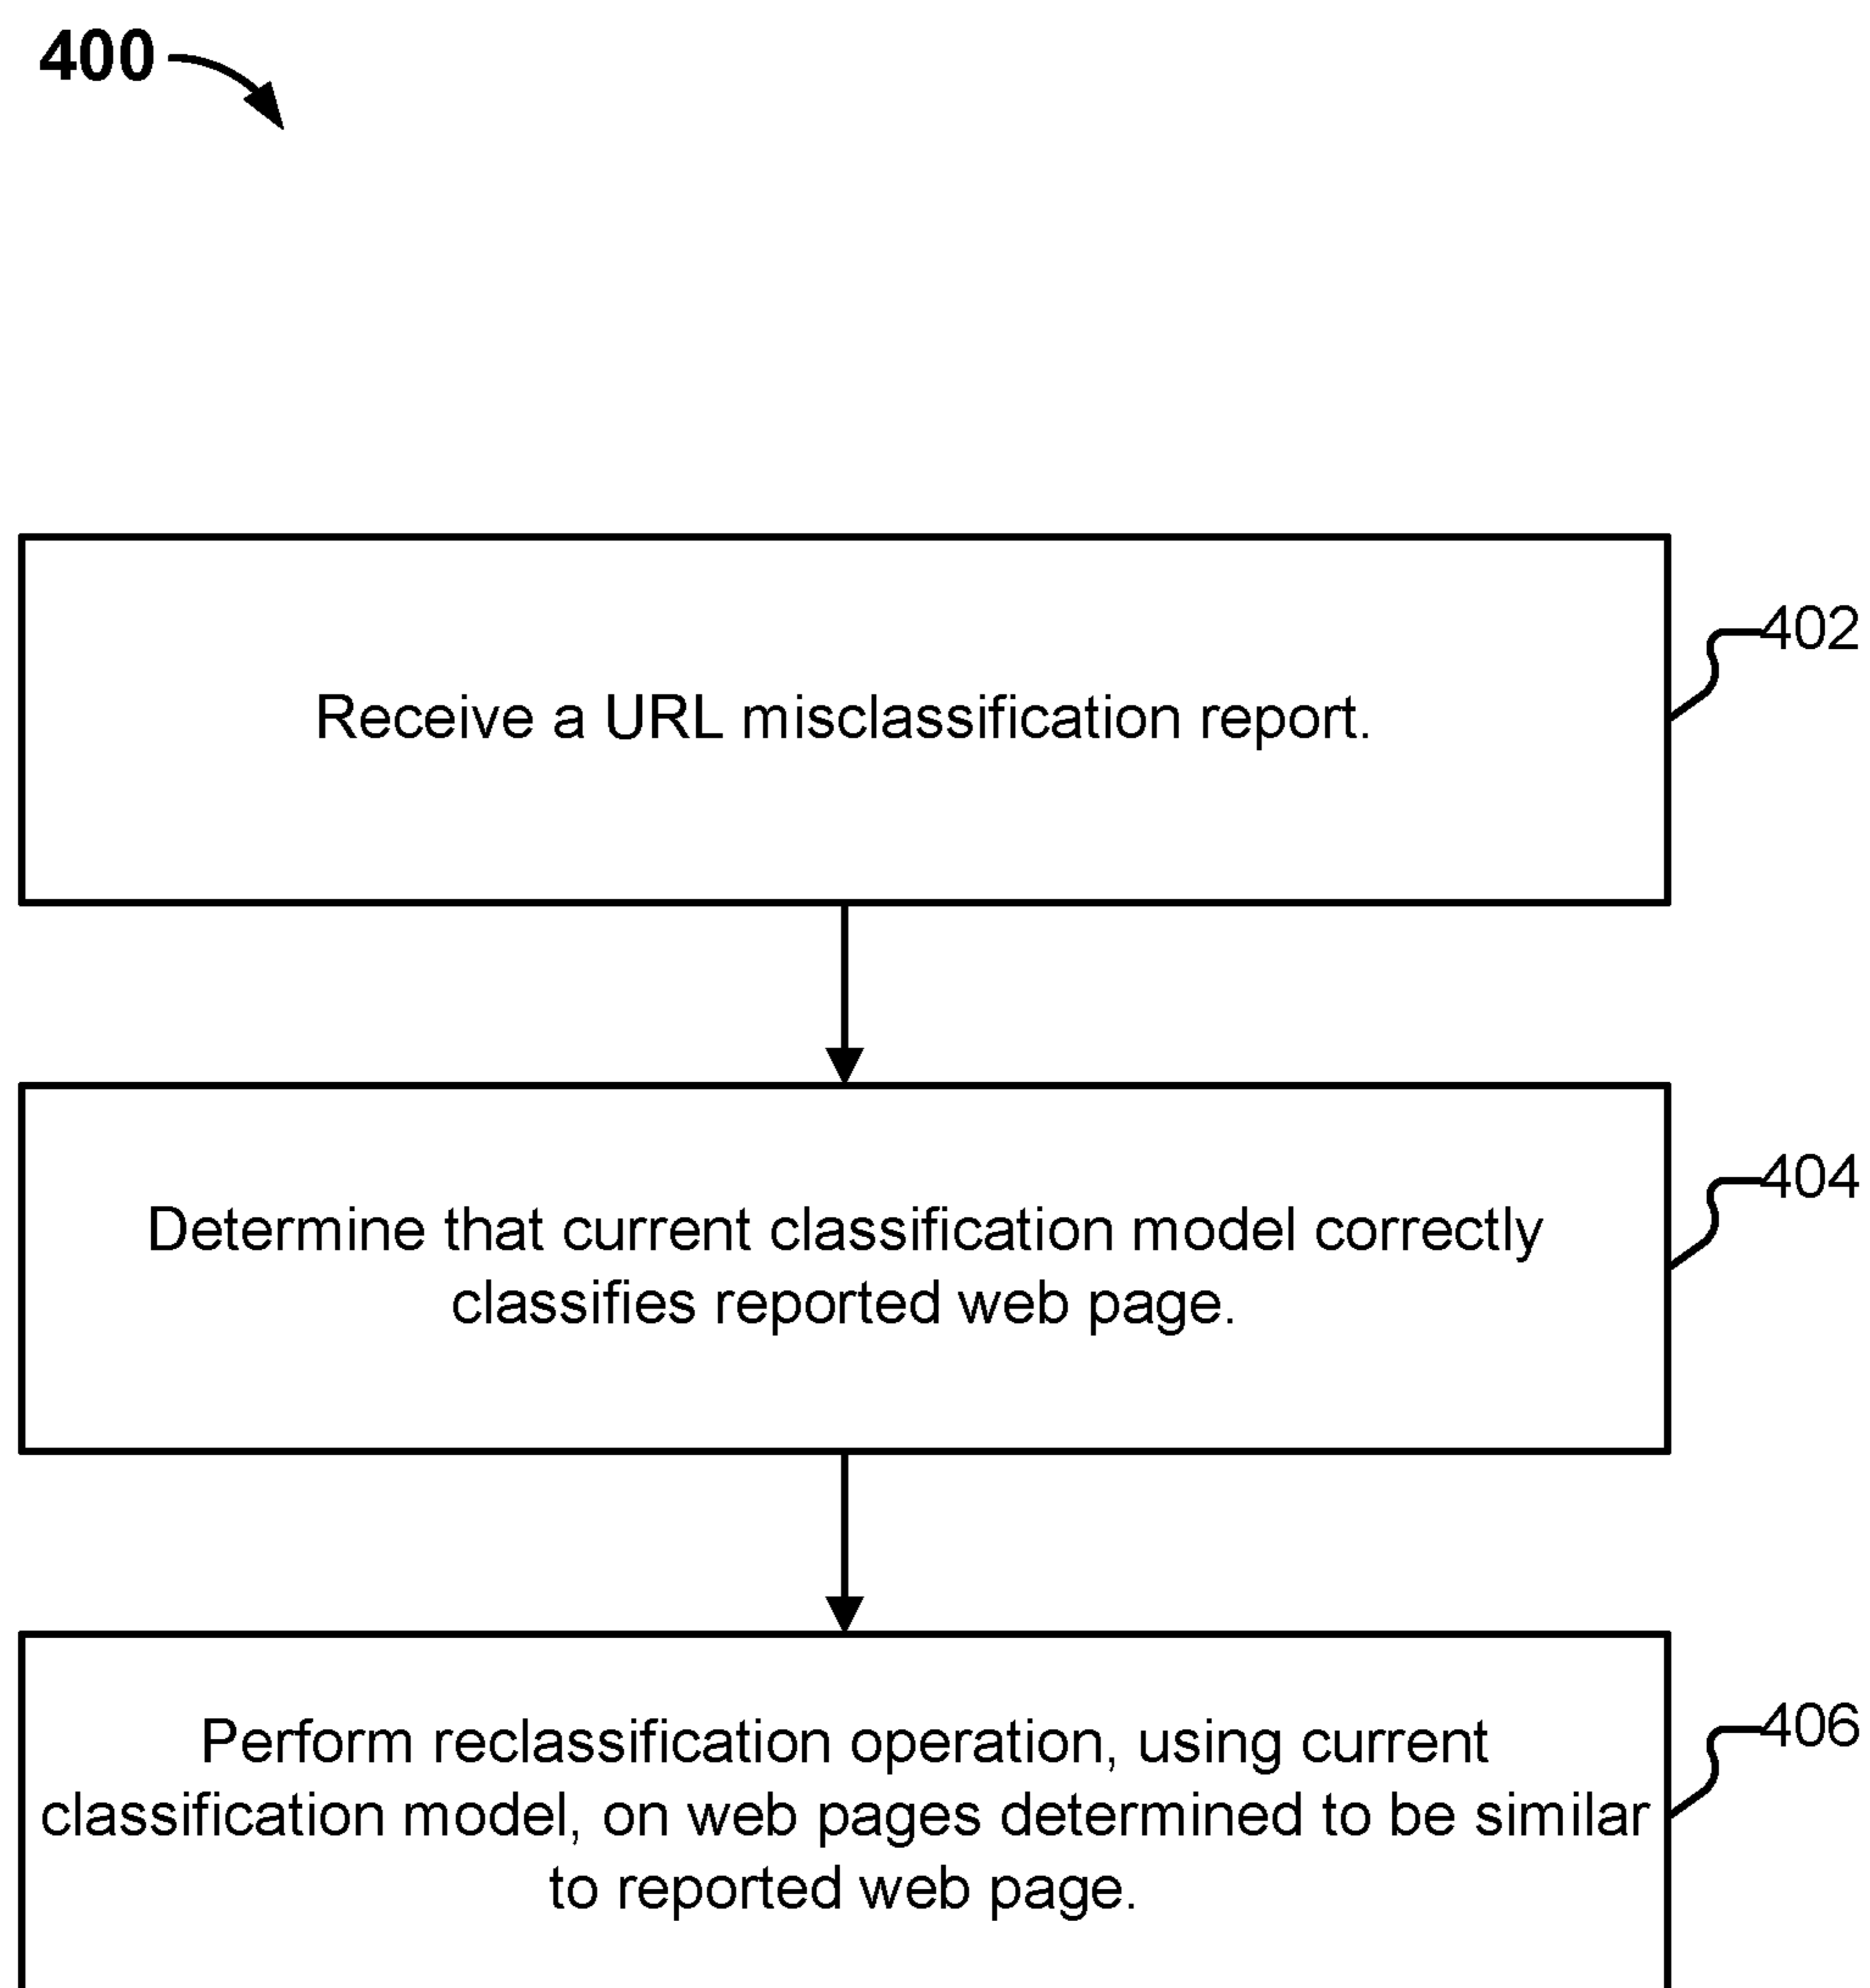 400
Receive a URL misclassification report.
402
Determine that current classification model correctly
classifies reported web page.
404
Perform reclassification operation, using current
classification model, on web pages determined to be similar
to reported web page.
406